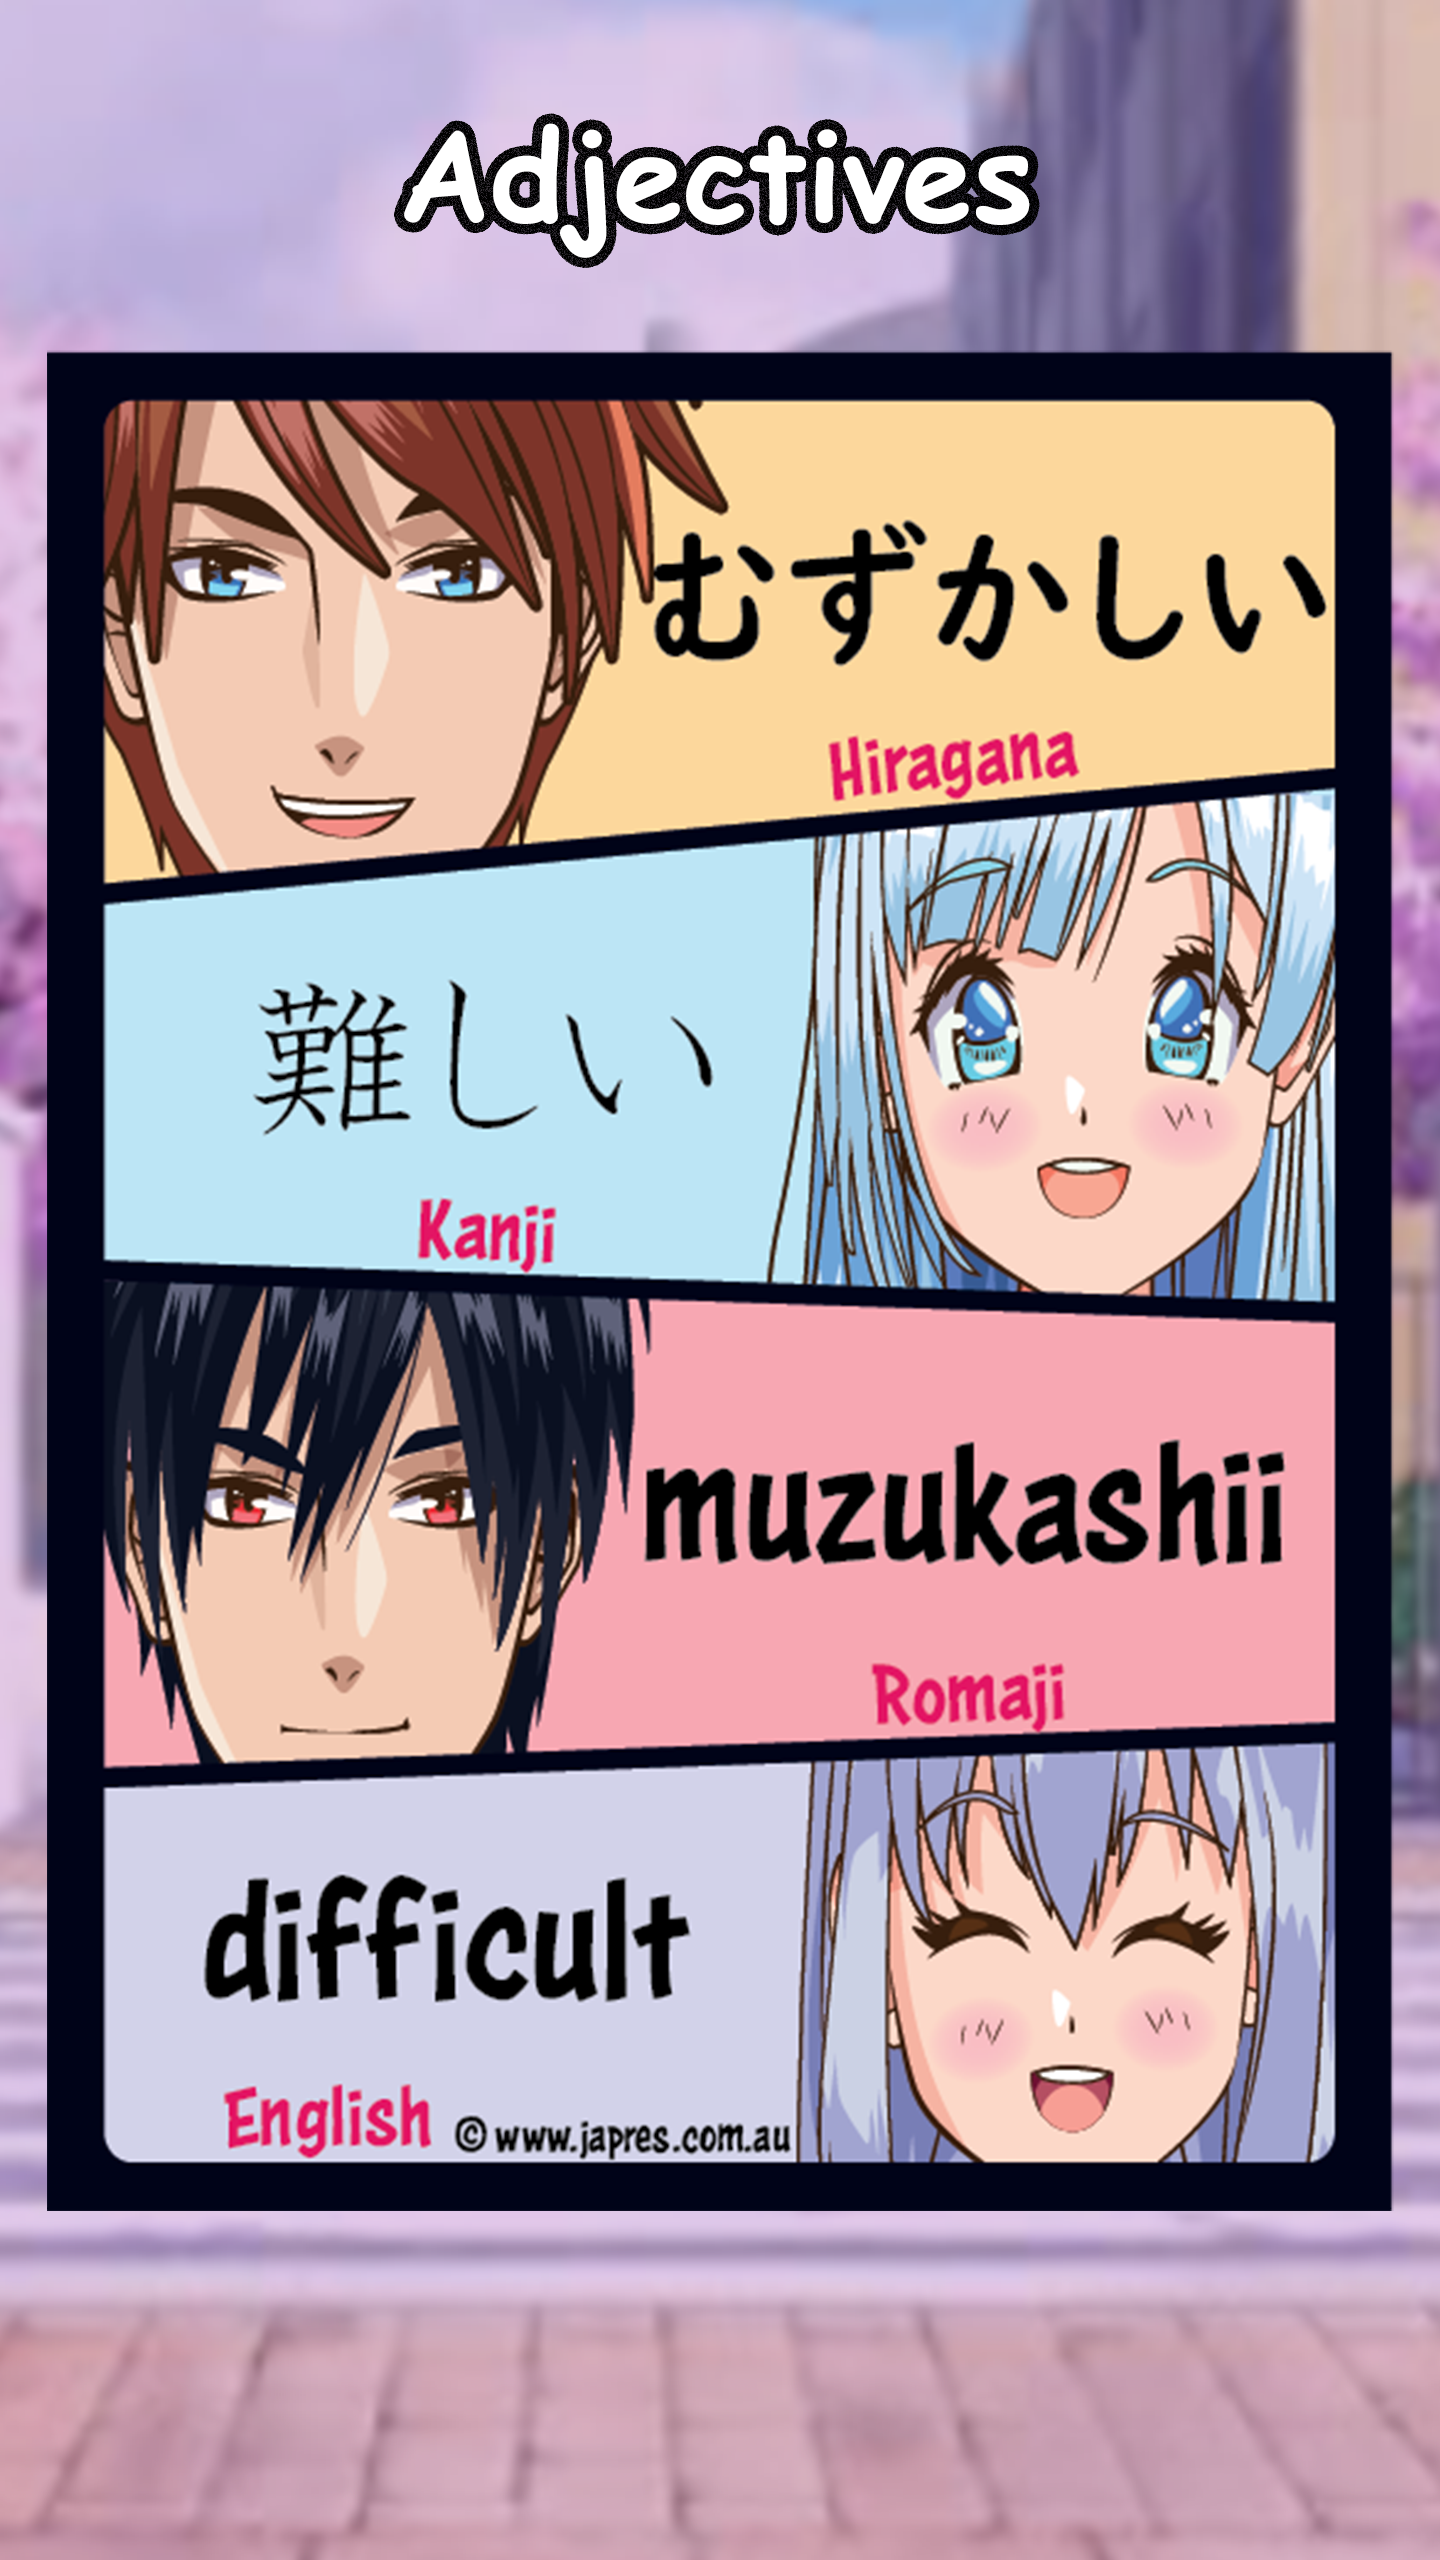 Adjectives
むずかしい
Hiragana
難しい
Kanji
muzukashii
Romaji
difficult
English
© www.japres.com.au